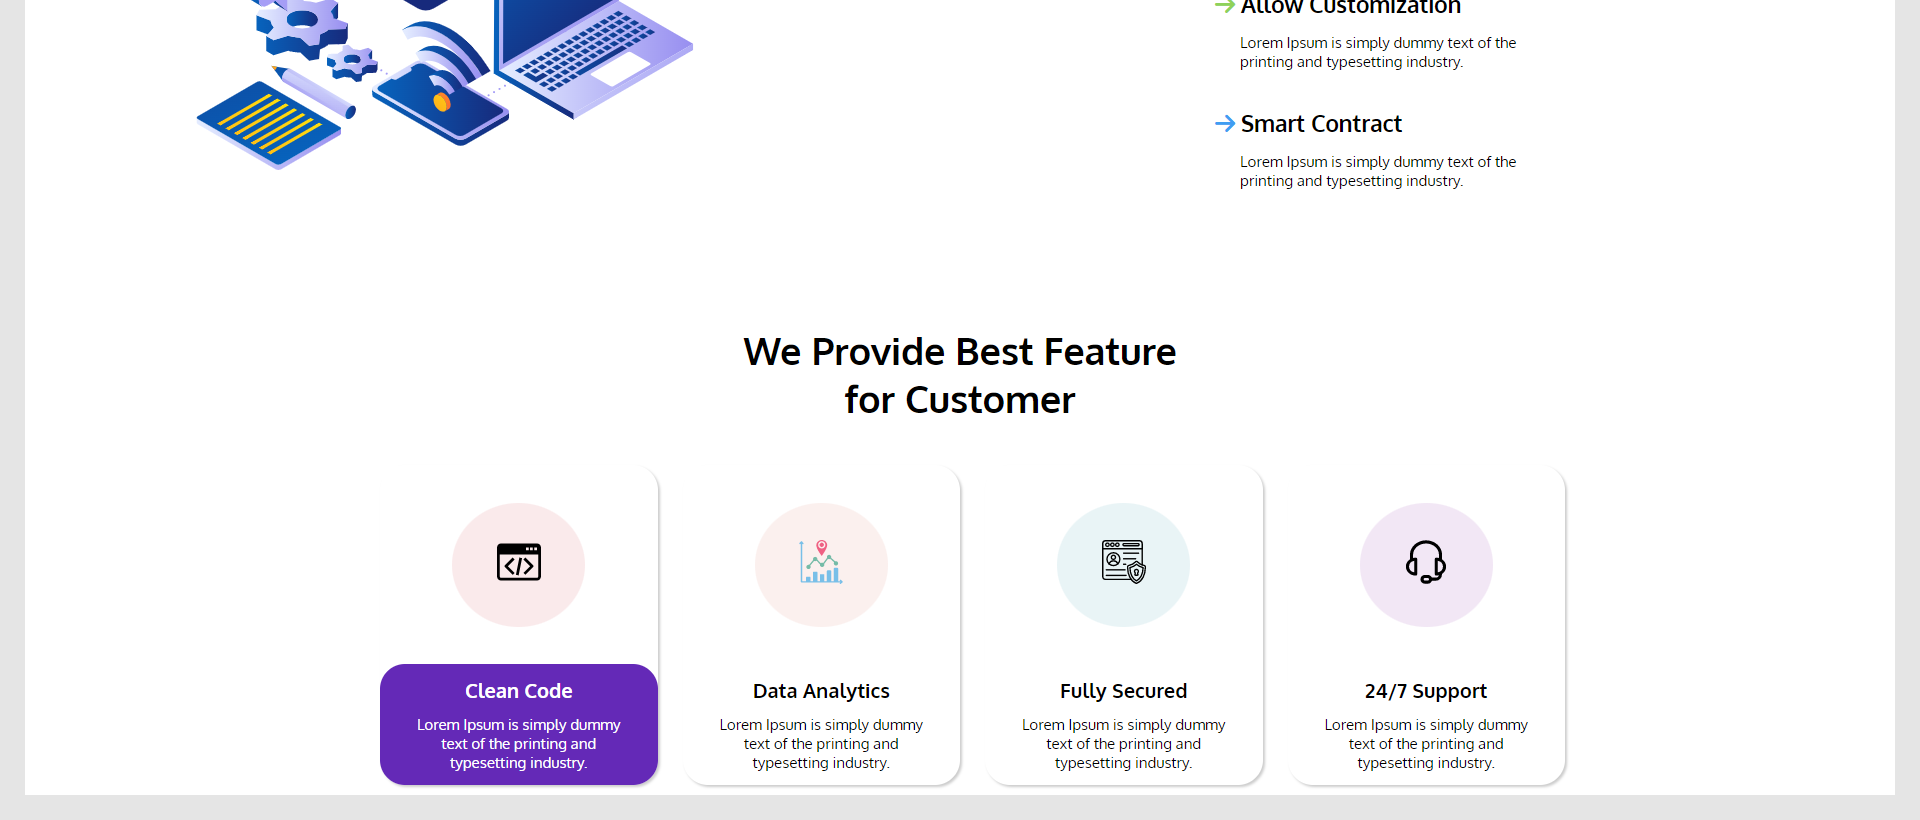 Allow Customization
Lorem Ipsum is simply dummy text of the
printing and typesetting industry.
Smart Contract
Lorem Ipsum is simply dummy text of the
printing and typesetting industry.
We Provide Best Feature
for Customer
Clean Code
Lorem Ipsum is simply dummy
text of the printing and
typesetting industry.
Data Analytics
Lorem Ipsum is simply dummy
text of the printing and
typesetting industry.
Fully Secured
Lorem Ipsum is simply dummy
text of the printing and
typesetting industry.
24/7 Support
Lorem Ipsum is simply dummy
text of the printing and
typesetting industry.